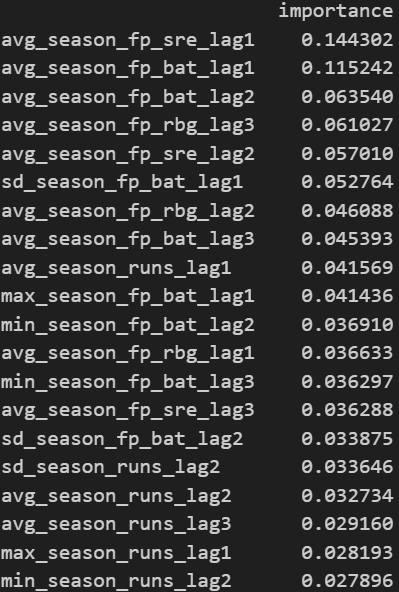 importance
avg_season_fp_sre_lag1 0.144302
avg_season_fp_bat_lag1 0.115242
avg_season_fp_bat_lag2 0.063540
avg_season_fp_rbg_lag3 0.061027
avg_season_fp_sre_lag2 0.057010
sd_season_fp_bat_lag1 0.052764
avg_season_fp_rbg_lag2 0.046088
avg_season_fp_bat_lag3 0.045393
avg_season_runs_lag1 0.041569
max_season_fp_bat_lag1 0.041436
min_season_fp_bat_lag2 0.036910
avg_season_fp_rbg_lag1 0.036633
min_season_fp_bat_lag3 0.036297
avg_season_fp_sre_lag3 0.036288
sd_season_fp_bat_lag2 0.033875
sd_season_runs_lag2 0.033646
avg_season_runs_lag2 0.032734
avg_season_runs_lag3 0.029160
max_season_runs_lag1 0.028193
min_season_runs_lag2 0.027896